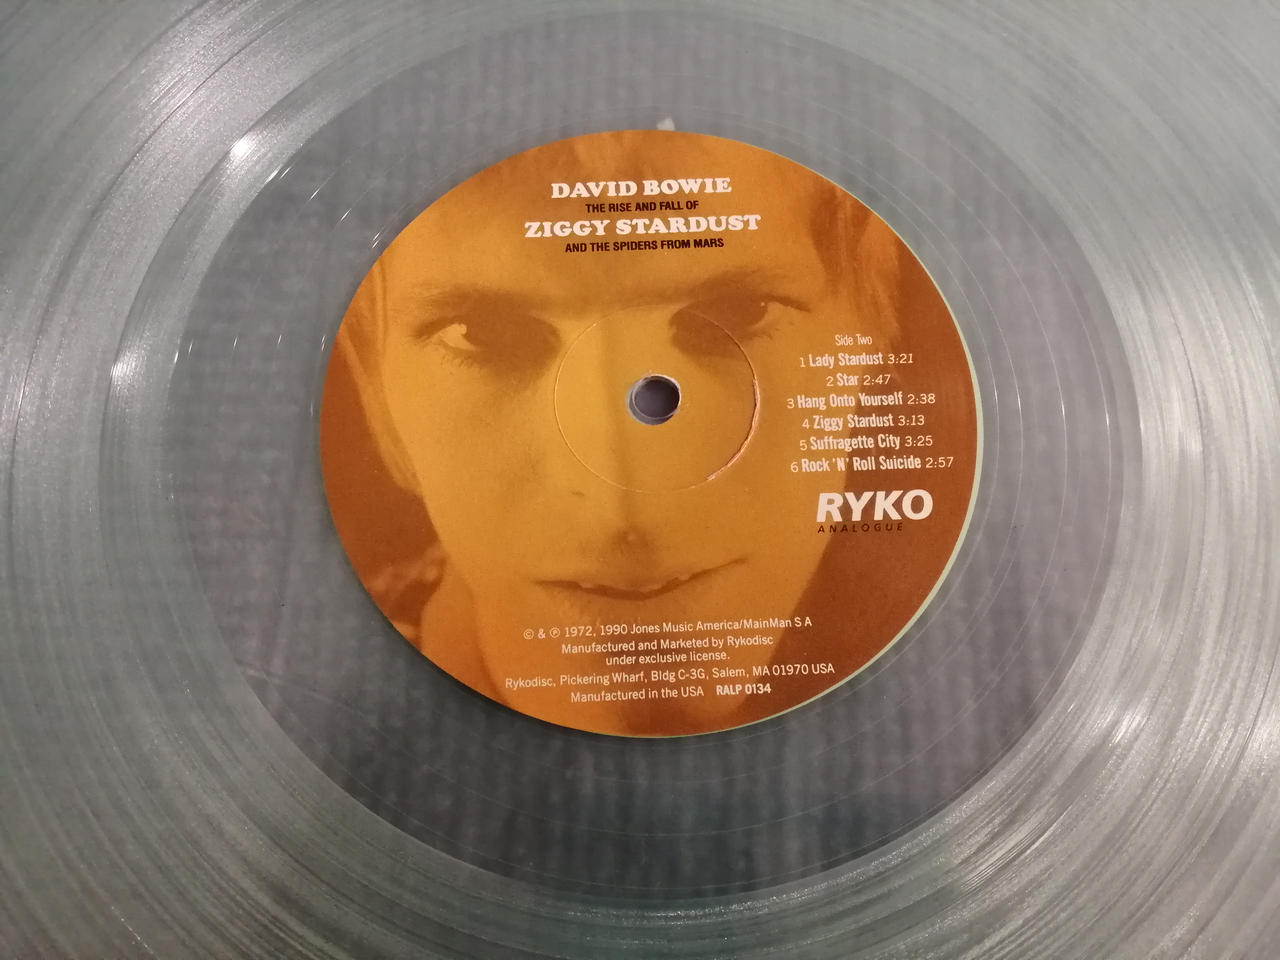 DAVID BOWIE
THE RISE AND FALL OF
ZIGGY STARDUST
AND THE SPIDERS FROM MARS
Side Two
1 Lady Stardust 3:21
2 Star 2:47
3 Hang Onto Yourself 2:38
4 Ziggy Stardust 3:13
5 Suffragette City 3:25
6 Rock 'N' Roll Suicide 2:57
RYKO
ANALOGUE
© & ℗ 1972, 1990 Jones Music America/MainMan S A
Manufactured and Marketed by Rykodisc
under exclusive license.
Rykodisc, Pickering Wharf, Bldg C-3G, Salem, MA 01970 USA
Manufactured in the USA RALP 0134